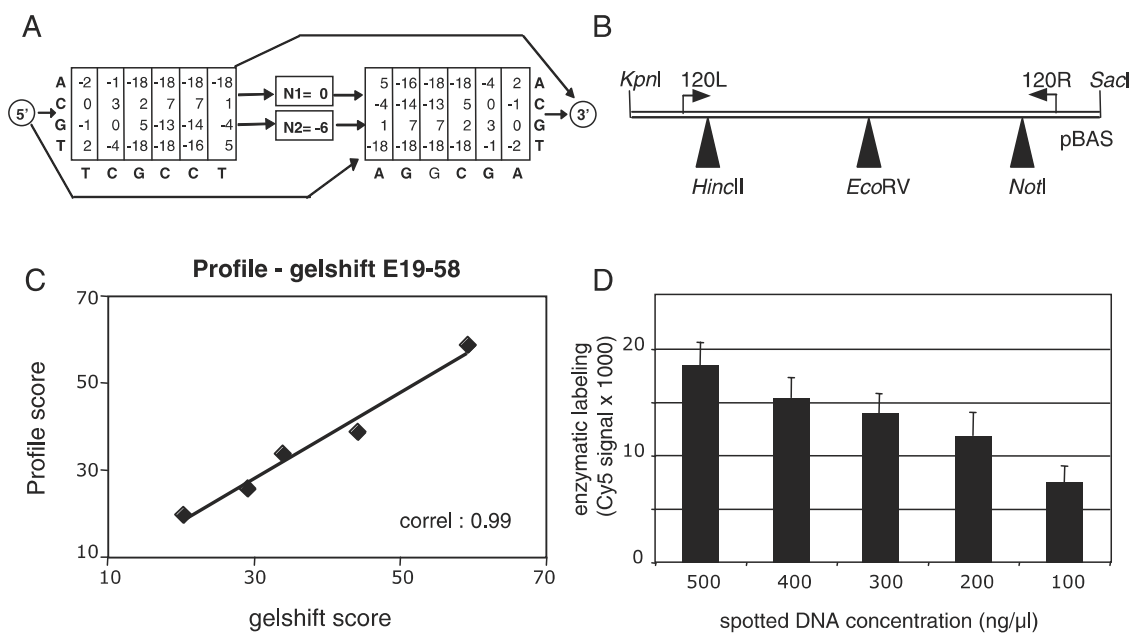 A
B
5'
A -2 -1 -18 -18 -18 -18
C 0 3 2 7 7 1
G -1 0 5 -13 -14 -4
T 2 -4 -18 -18 -16 5
T C G C C T
N1= 0
N2= -6
5 -16 -18 -18 -4 2 A
-4 -14 -13 5 0 -1 C
1 7 7 2 3 0 G
-18 -18 -18 -18 -1 -2 T
A G G C G A
3'
KpnI 120L 120R SacI
pBAS
HincII EcoRV NotI
C
Profile - gelshift E19-58
70
50
30
10
Profile score
correl : 0.99
10 30 50 70
gelshift score
D
enzymatic labeling
(Cy5 signal x 1000)
20
10
0
500 400 300 200 100
spotted DNA concentration (ng/μl)